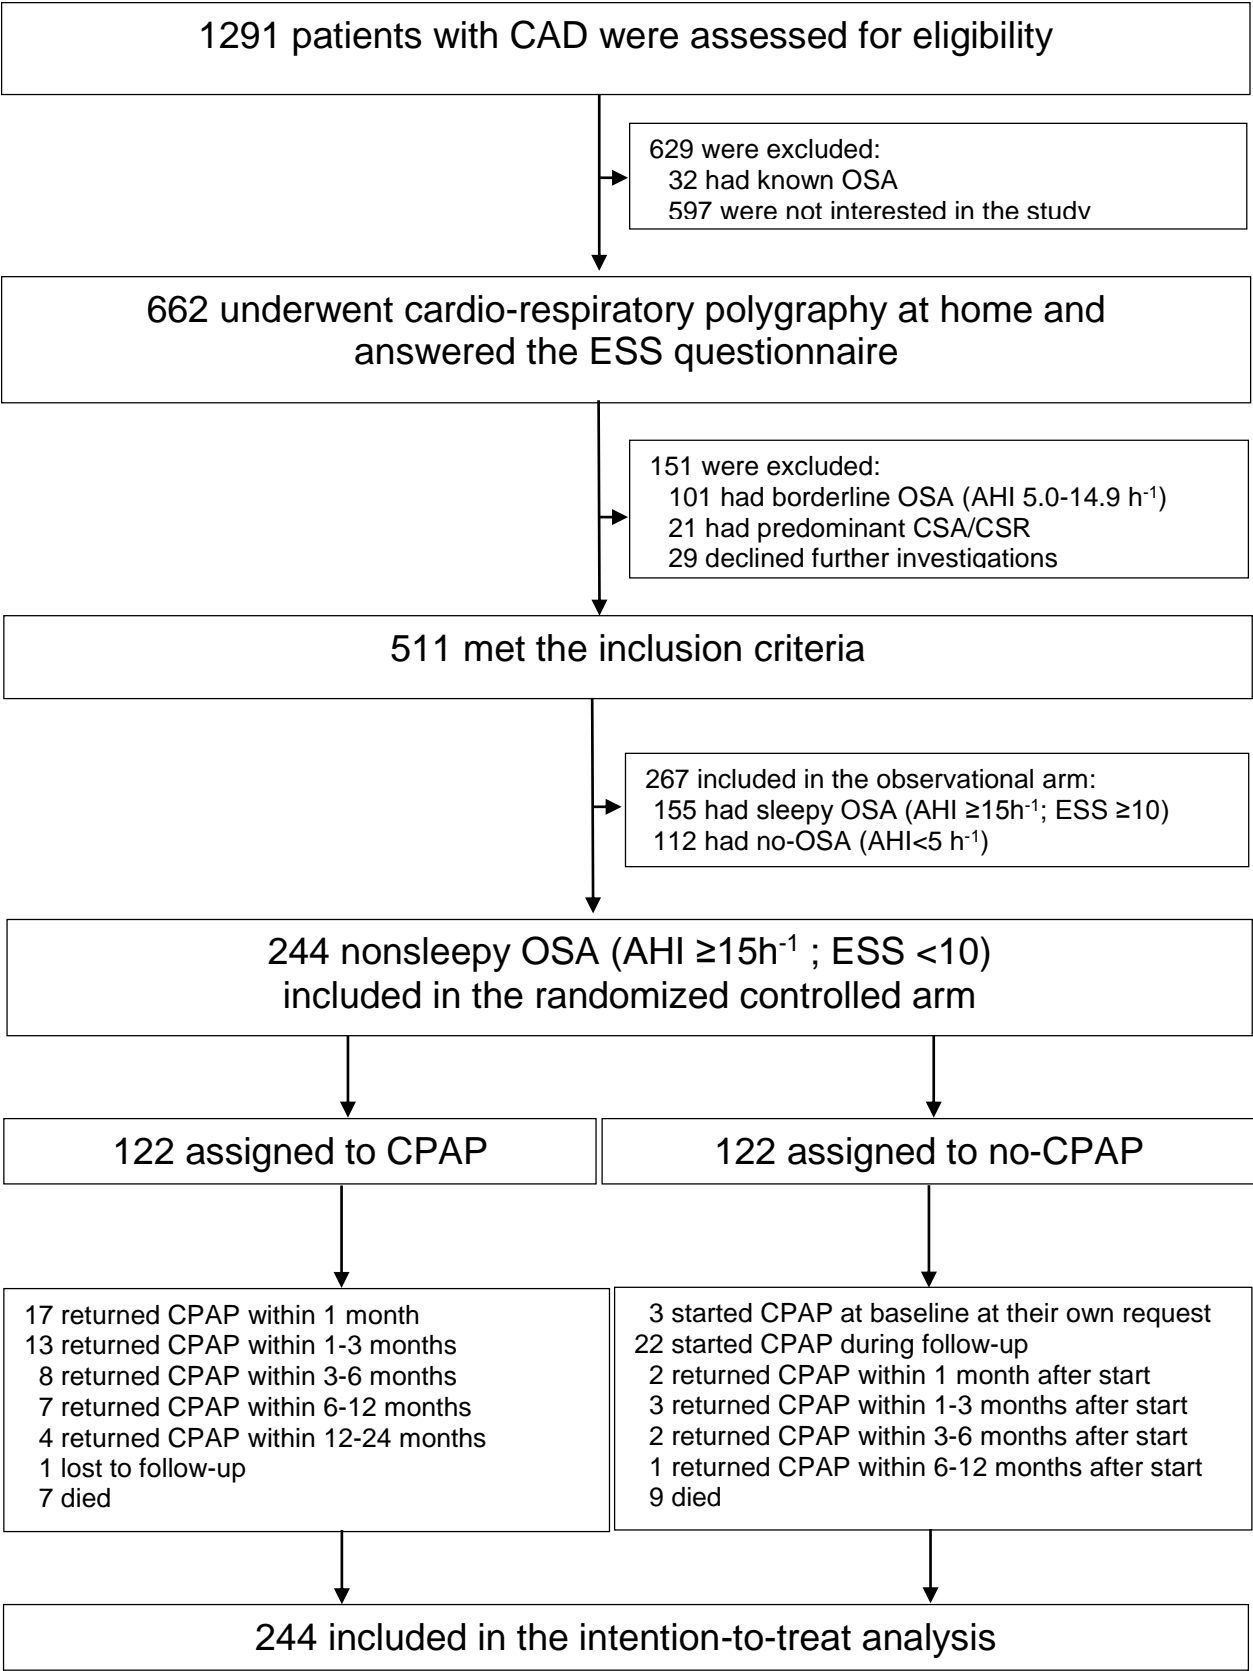 1291 patients with CAD were assessed for eligibility
629 were excluded:
32 had known OSA
597 were not interested in the study
662 underwent cardio-respiratory polygraphy at home and
answered the ESS questionnaire
151 were excluded:
101 had borderline OSA (AHI 5.0-14.9 h⁻¹)
21 had predominant CSA/CSR
29 declined further investigations
511 met the inclusion criteria
267 included in the observational arm:
155 had sleepy OSA (AHI ≥15h⁻¹; ESS ≥10)
112 had no-OSA (AHI<5 h⁻¹)
244 nonsleepy OSA (AHI ≥15h⁻¹ ; ESS <10)
included in the randomized controlled arm
122 assigned to CPAP
122 assigned to no-CPAP
17 returned CPAP within 1 month
13 returned CPAP within 1-3 months
8 returned CPAP within 3-6 months
7 returned CPAP within 6-12 months
4 returned CPAP within 12-24 months
1 lost to follow-up
7 died
3 started CPAP at baseline at their own request
22 started CPAP during follow-up
2 returned CPAP within 1 month after start
3 returned CPAP within 1-3 months after start
2 returned CPAP within 3-6 months after start
1 returned CPAP within 6-12 months after start
9 died
244 included in the intention-to-treat analysis